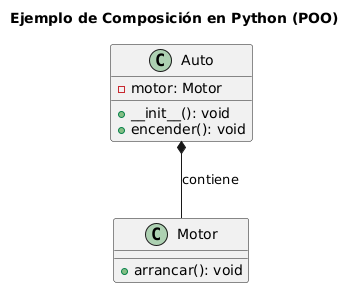 Ejemplo de Composición en Python (POO)
C Auto
motor: Motor
__init__(): void
encender(): void
contiene
C Motor
arrancar(): void